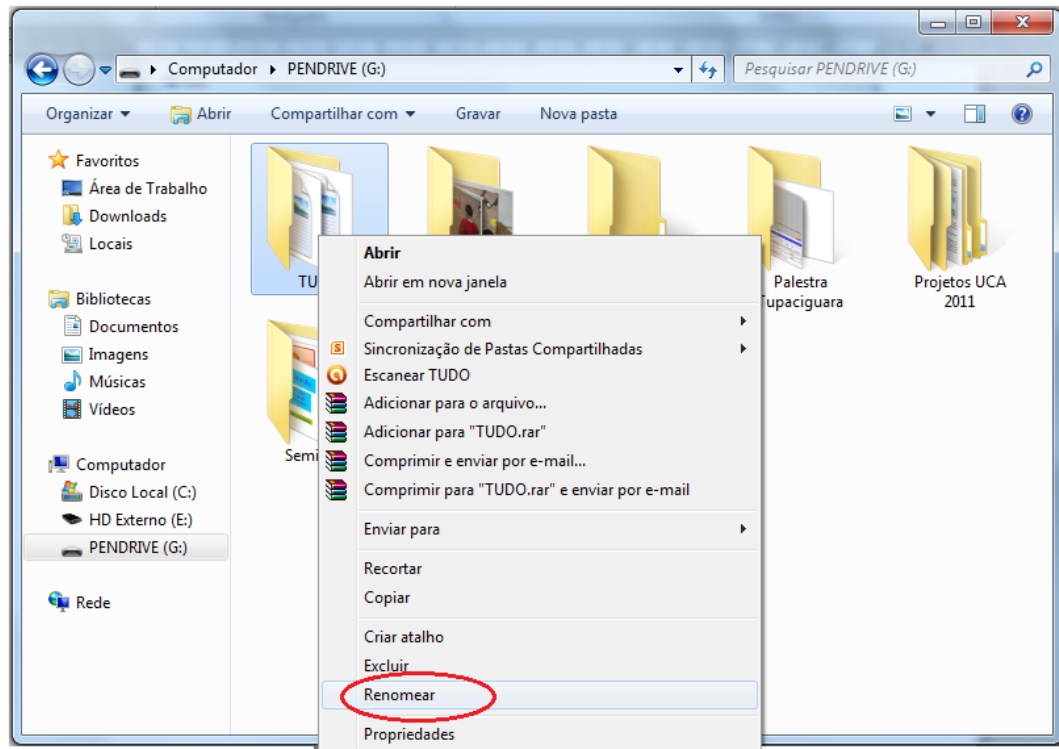 Computador ▸ PENDRIVE (G:)
Pesquisar PENDRIVE (G:)
Organizar
Abrir
Compartilhar com
Gravar
Nova pasta
Favoritos
Área de Trabalho
Downloads
Locais
Bibliotecas
Documentos
Imagens
Músicas
Vídeos
Computador
Disco Local (C:)
HD Externo (E:)
PENDRIVE (G:)
Rede
TU
Palestra
upaciguara
Projetos UCA
2011
Semi
Abrir
Abrir em nova janela
Compartilhar com
Sincronização de Pastas Compartilhadas
Escanear TUDO
Adicionar para o arquivo...
Adicionar para "TUDO.rar"
Comprimir e enviar por e-mail...
Comprimir para "TUDO.rar" e enviar por e-mail
Enviar para
Recortar
Copiar
Criar atalho
Excluir
Renomear
Propriedades